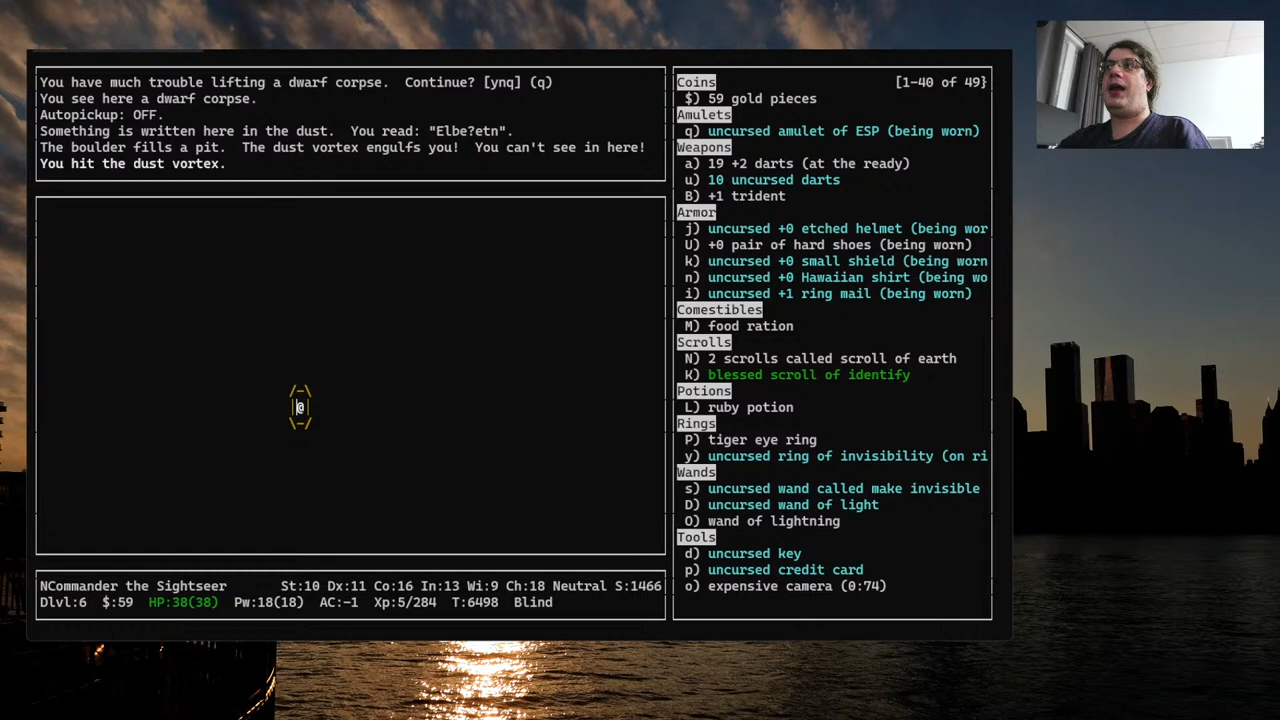 You have much trouble lifting a dwarf corpse.  Continue? [ynq] (q)
You see here a dwarf corpse.
Autopickup: OFF.
Something is written here in the dust.  You read: "Elbe?etn".
The boulder fills a pit.  The dust vortex engulfs you!  You can't see in here!
You hit the dust vortex.
/-\
|@|
\-/
NCommander the Sightseer St:10 Dx:11 Co:16 In:13 Wi:9 Ch:18 Neutral S:1466
Dlvl:6 $:59 HP:38(38) Pw:18(18) AC:-1 Xp:5/284 T:6498 Blind
Coins [1-40 of 49}
$) 59 gold pieces
Amulets
q) uncursed amulet of ESP (being worn)
Weapons
a) 19 +2 darts (at the ready)
u) 10 uncursed darts
B) +1 trident
Armor
j) uncursed +0 etched helmet (being wor
U) +0 pair of hard shoes (being worn)
k) uncursed +0 small shield (being worn
n) uncursed +0 Hawaiian shirt (being wo
i) uncursed +1 ring mail (being worn)
Comestibles
M) food ration
Scrolls
N) 2 scrolls called scroll of earth
K) blessed scroll of identify
Potions
L) ruby potion
Rings
P) tiger eye ring
y) uncursed ring of invisibility (on ri
Wands
s) uncursed wand called make invisible
D) uncursed wand of light
O) wand of lightning
Tools
d) uncursed key
p) uncursed credit card
o) expensive camera (0:74)